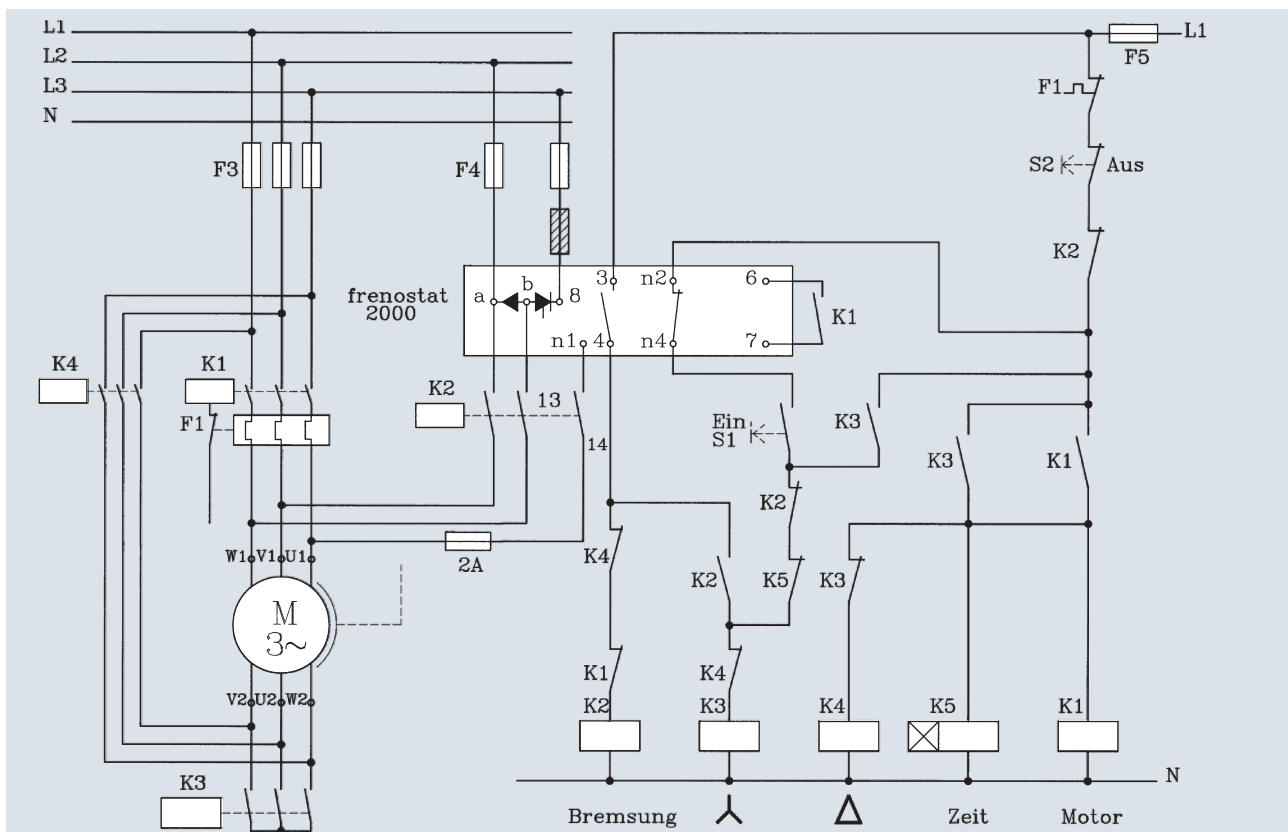 L1
L2
L3
N
F3
F4
L1
F5
F1
S2 Aus
K2
frenostat
2000
a b 8 3 n2 6
n1 4 n4 7
K1
K4
K1
F1
K2
13
14
Ein
S1
K3
K3
K1
K2
K4
K2
K5
K3
2A
W1 V1 U1
M
3~
V2 U2 W2
K1
K4
K2
K3
K4
K5
K1
K3
N
Bremsung
Zeit
Motor